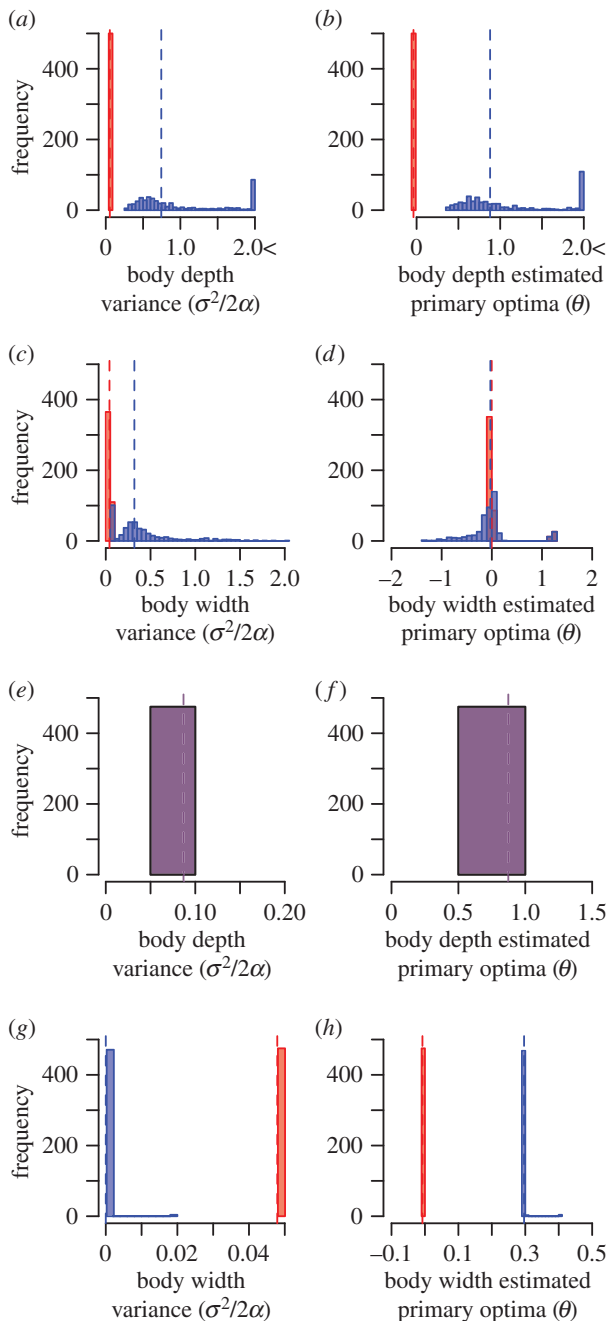 (a) (b)
frequency
400
200
0
400
200
0
0 1.0 2.0<
0 1.0 2.0<
body depth
variance (σ²/2α)
body depth estimated
primary optima (θ)
(c) (d)
frequency
400
200
0
400
200
0
0 0.5 1.0 1.5 2.0
–2 –1 0 1 2
body width
variance (σ²/2α)
body width estimated
primary optima (θ)
(e) (f)
frequency
400
200
0
400
200
0
0 0.10 0.20
0 0.5 1.0 1.5
body depth
variance (σ²/2α)
body depth estimated
primary optima (θ)
(g) (h)
frequency
400
200
0
400
200
0
0 0.02 0.04
–0.1 0.1 0.3 0.5
body width
variance (σ²/2α)
body width estimated
primary optima (θ)